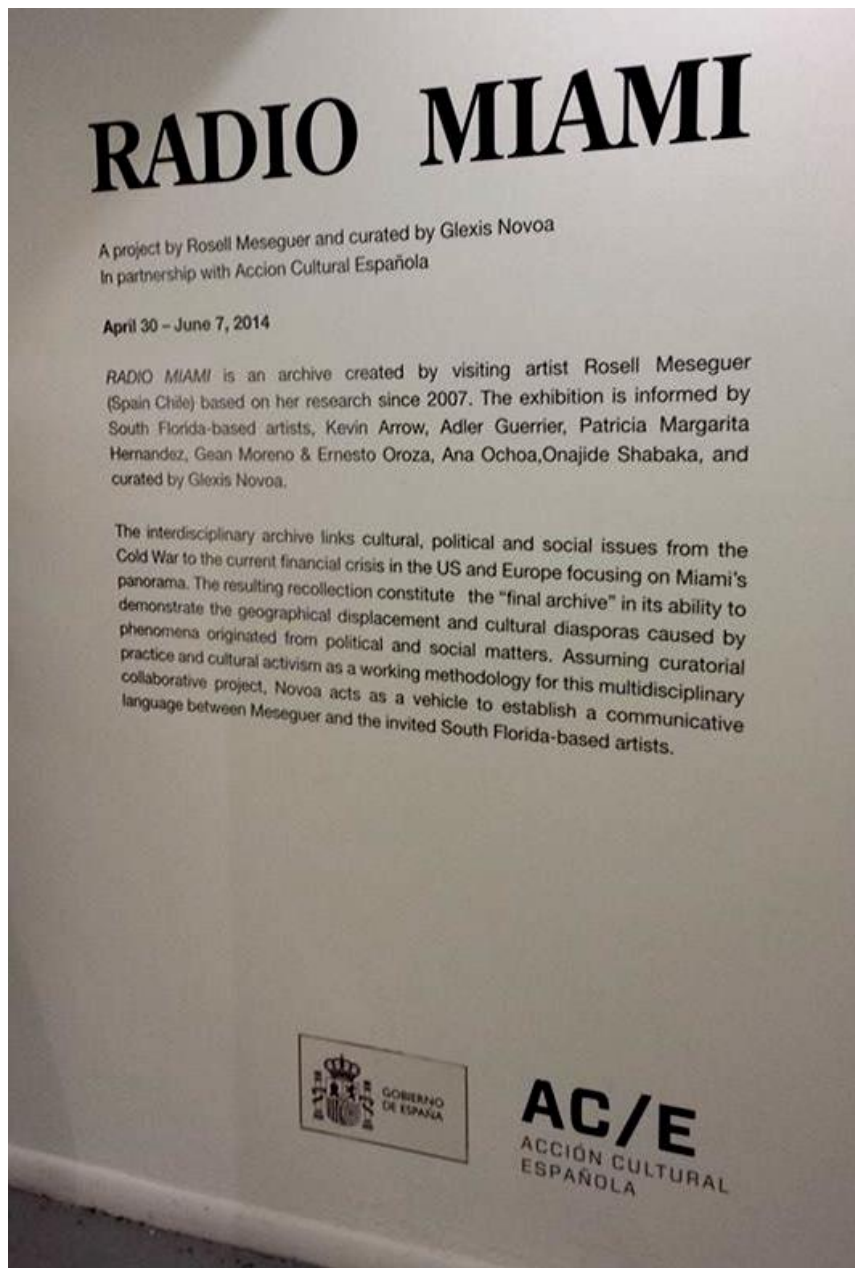 RADIO MIAMI
A project by Rosell Meseguer and curated by Glexis Novoa
In partnership with Accion Cultural Española
April 30 – June 7, 2014
RADIO MIAMI is an archive created by visiting artist Rosell Meseguer
(Spain Chile) based on her research since 2007. The exhibition is informed by
South Florida-based artists, Kevin Arrow, Adler Guerrier, Patricia Margarita
Hernandez, Gean Moreno & Ernesto Oroza, Ana Ochoa,Onajide Shabaka, and
curated by Glexis Novoa.
The interdisciplinary archive links cultural, political and social issues from the
Cold War to the current financial crisis in the US and Europe focusing on Miami's
panorama. The resulting recollection constitute the "final archive" in its ability to
demonstrate the geographical displacement and cultural diasporas caused by
phenomena originated from political and social matters. Assuming curatorial
practice and cultural activism as a working methodology for this multidisciplinary
collaborative project, Novoa acts as a vehicle to establish a communicative
language between Meseguer and the invited South Florida-based artists.
GOBIERNO
DE ESPAÑA
AC/E
ACCIÓN CULTURAL
ESPAÑOLA